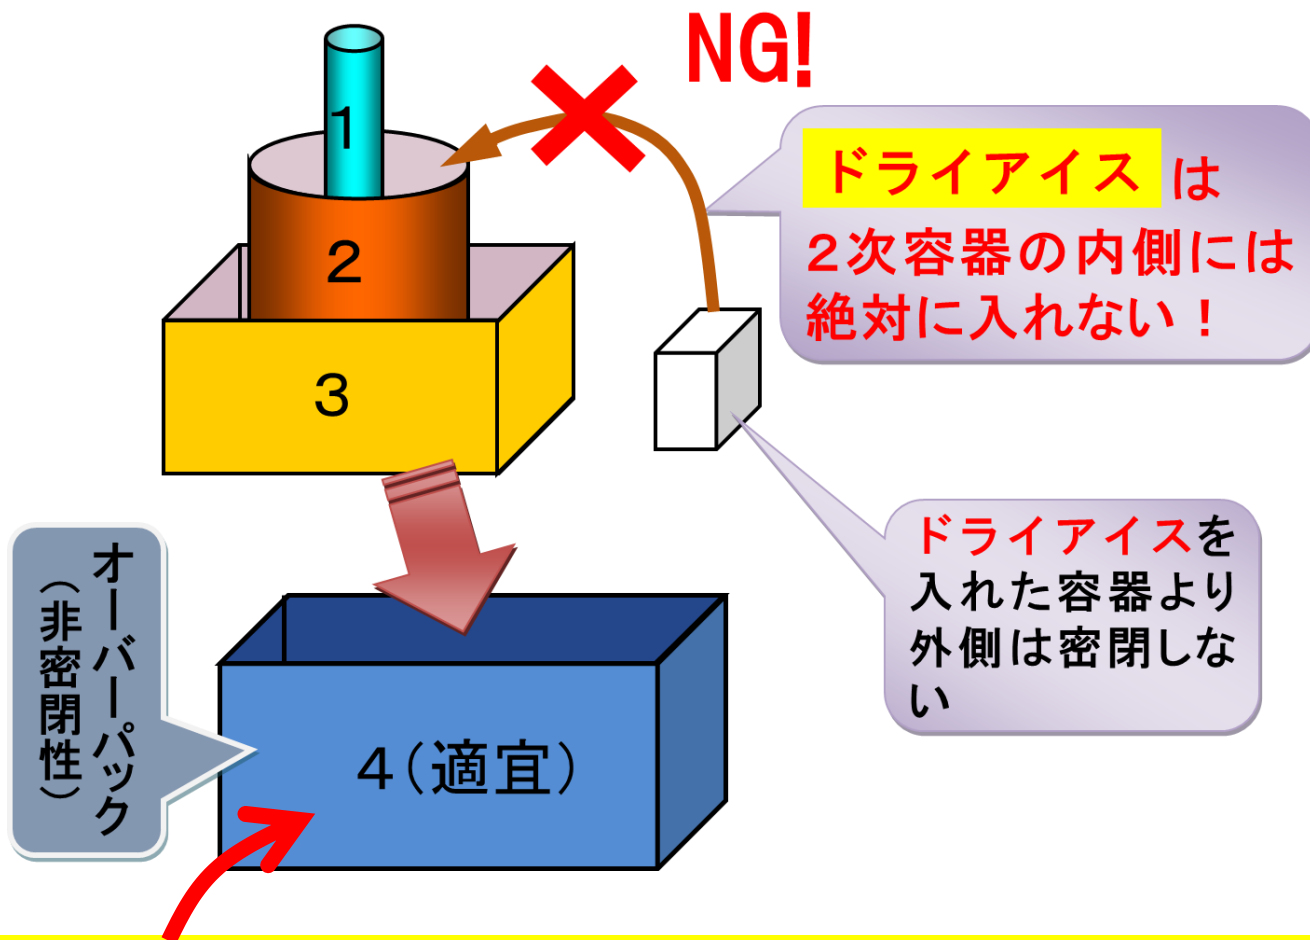 NG!
1
2
3
ドライアイス は
２次容器の内側には
絶対に入れない！
ドライアイスを
入れた容器より
外側は密閉しな
い
オーバーパック
（非密閉性）
４（適宜）